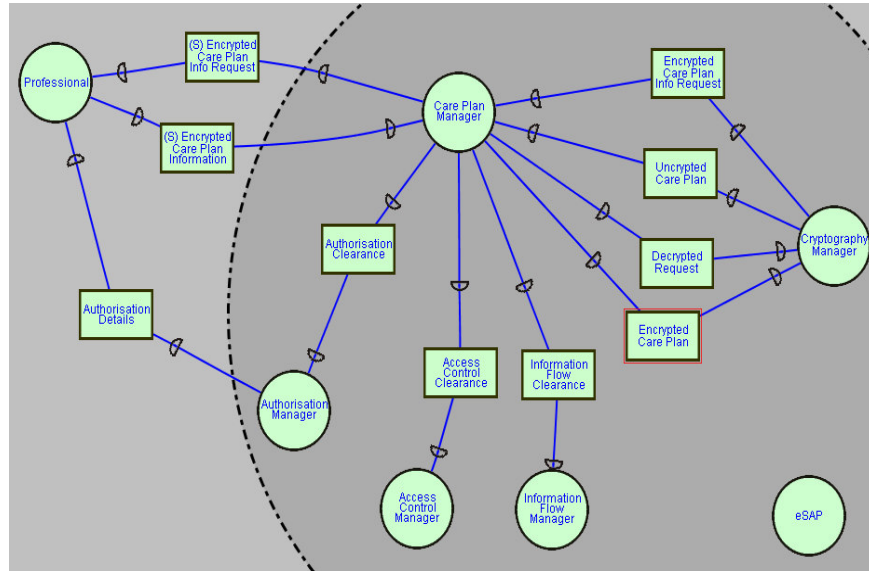 (S) Encrypted
Care Plan
Info Request
Professional
(S) Encrypted
Care Plan
Information
Care Plan
Manager
Encrypted
Care Plan
Info Request
Uncrypted
Care Plan
Cryptography
Manager
Decrypted
Request
Encrypted
Care Plan
Authorisation
Clearance
Authorisation
Details
Authorisation
Manager
Access
Control
Clearance
Information
Flow
Clearance
Access
Control
Manager
Information
Flow
Manager
eSAP